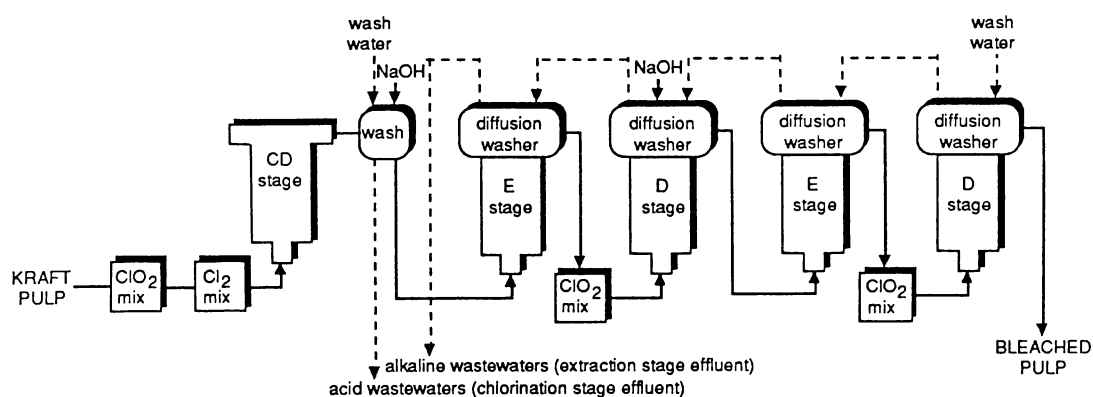 wash
water
NaOH
wash
CD
stage
KRAFT
PULP
ClO₂
mix
Cl₂
mix
diffusion
washer
E
stage
ClO₂
mix
NaOH
diffusion
washer
D
stage
diffusion
washer
E
stage
ClO₂
mix
wash
water
diffusion
washer
D
stage
BLEACHED
PULP
alkaline wastewaters (extraction stage effluent)
acid wastewaters (chlorination stage effluent)